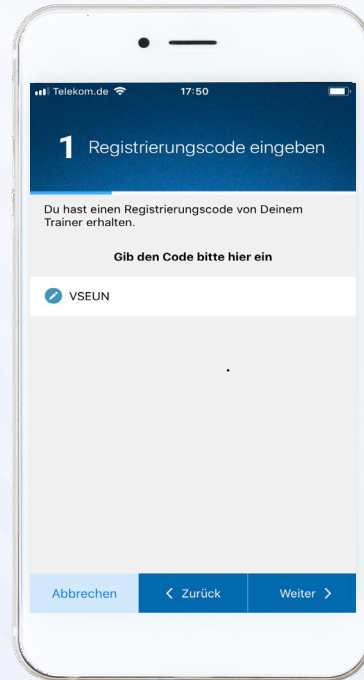 Telekom.de 17:50
1 Registrierungscode eingeben
Du hast einen Registrierungscode von Deinem
Trainer erhalten.
Gib den Code bitte hier ein
VSEUN
Abbrechen Zurück Weiter